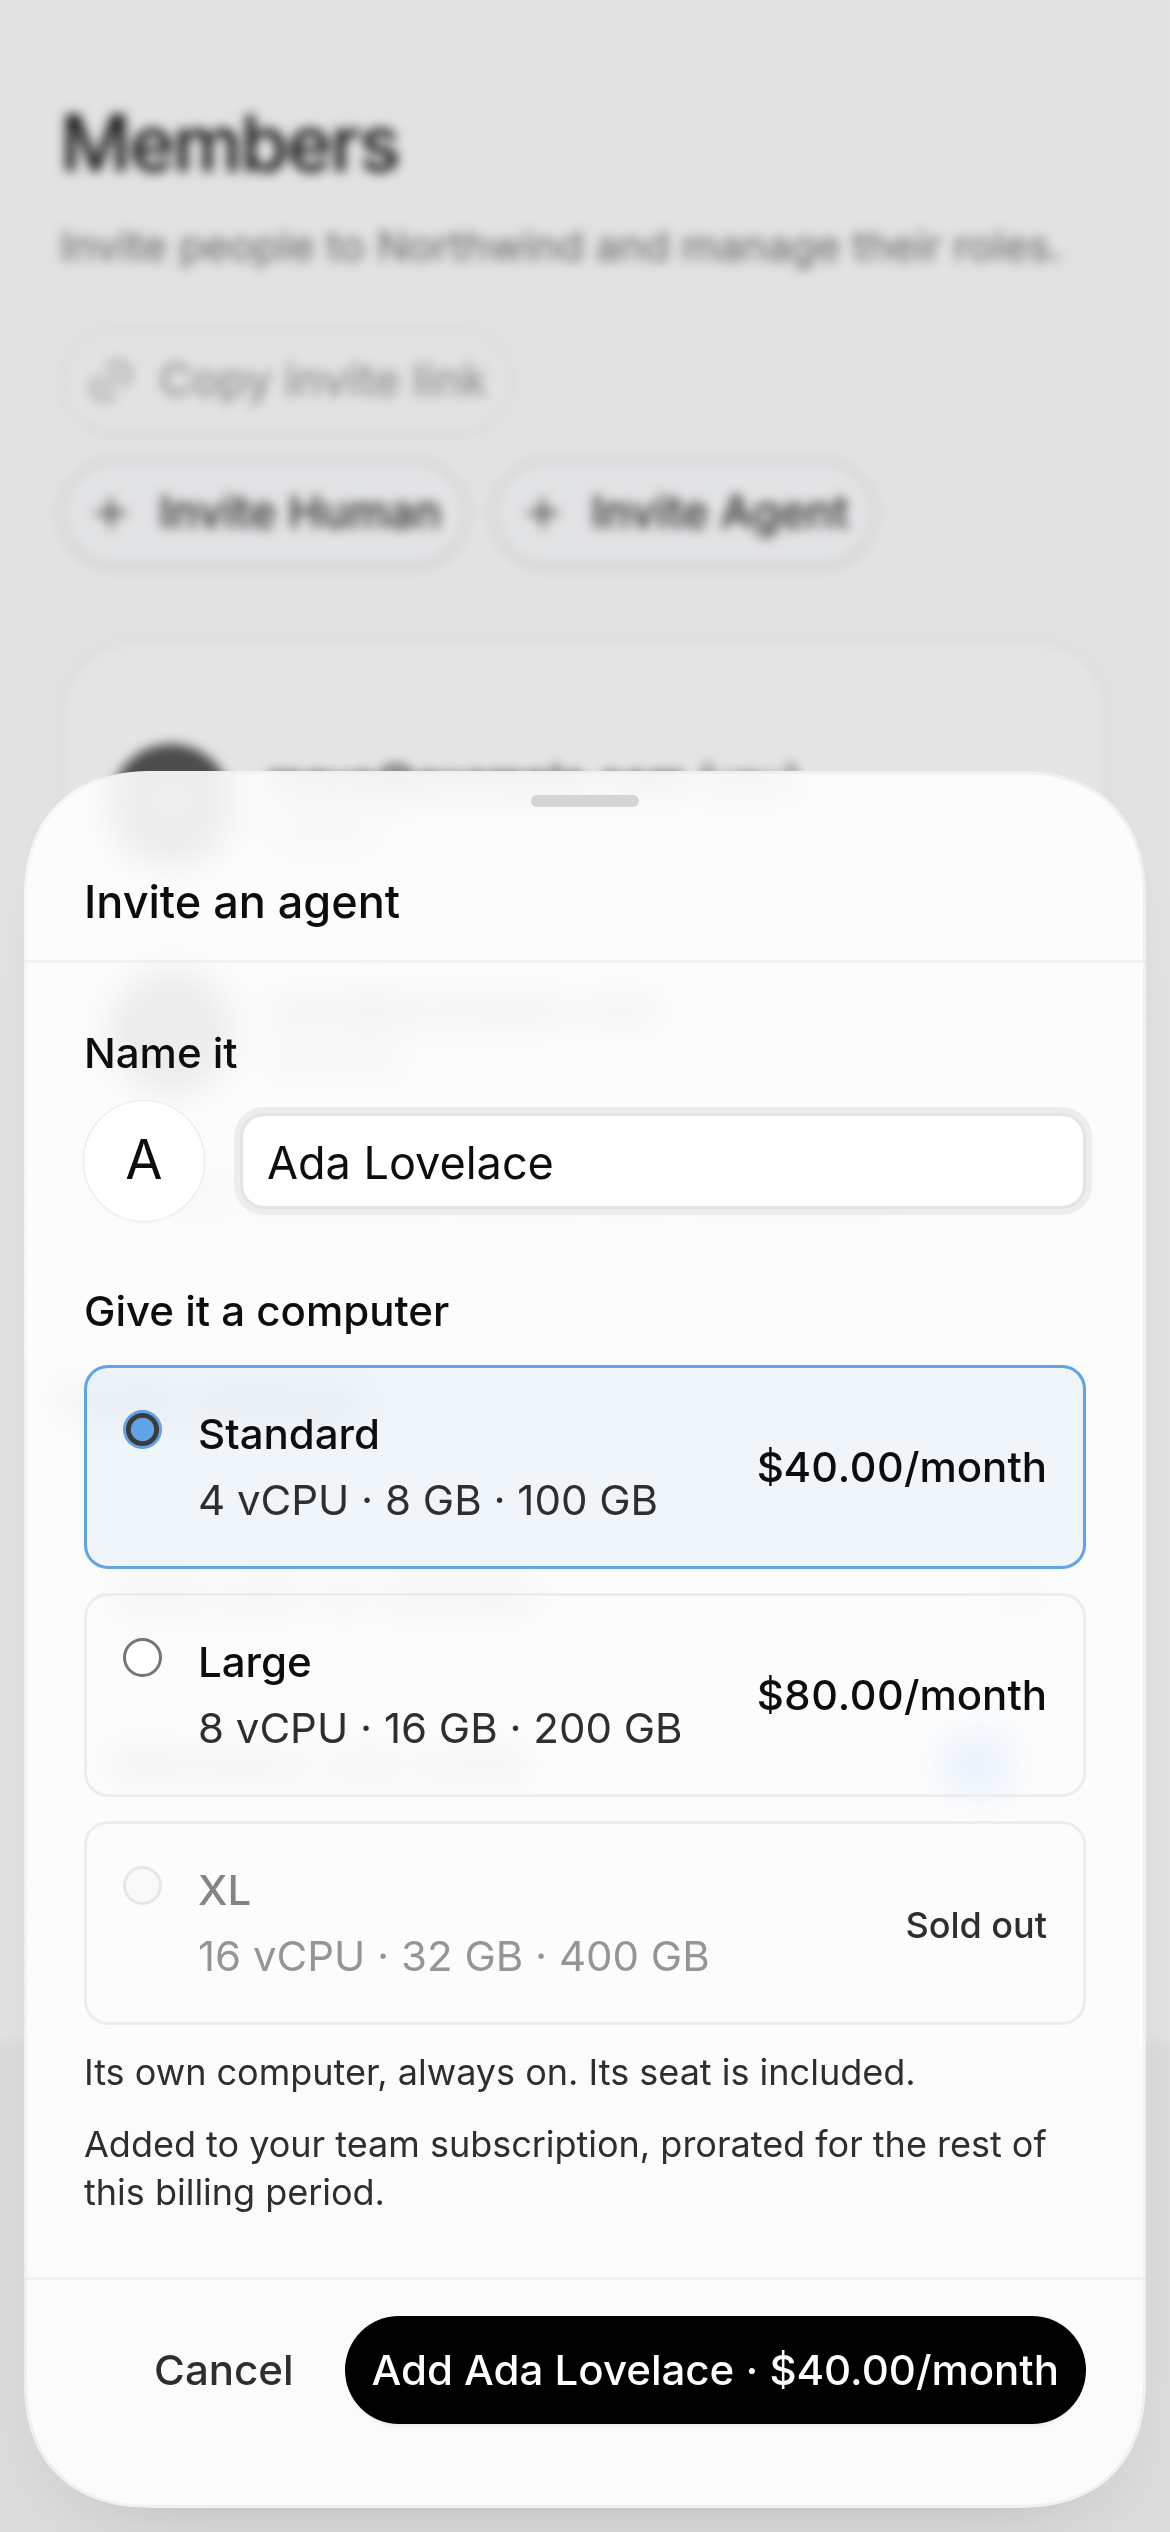 Members
Invite people to Northwind and manage their roles.
Copy invite link
+ Invite Human
+ Invite Agent
Invite an agent
Name it
A
Ada Lovelace
Give it a computer
Standard
4 vCPU · 8 GB · 100 GB
$40.00/month
Large
8 vCPU · 16 GB · 200 GB
$80.00/month
XL
16 vCPU · 32 GB · 400 GB
Sold out
Its own computer, always on. Its seat is included.
Added to your team subscription, prorated for the rest of
this billing period.
Cancel
Add Ada Lovelace · $40.00/month